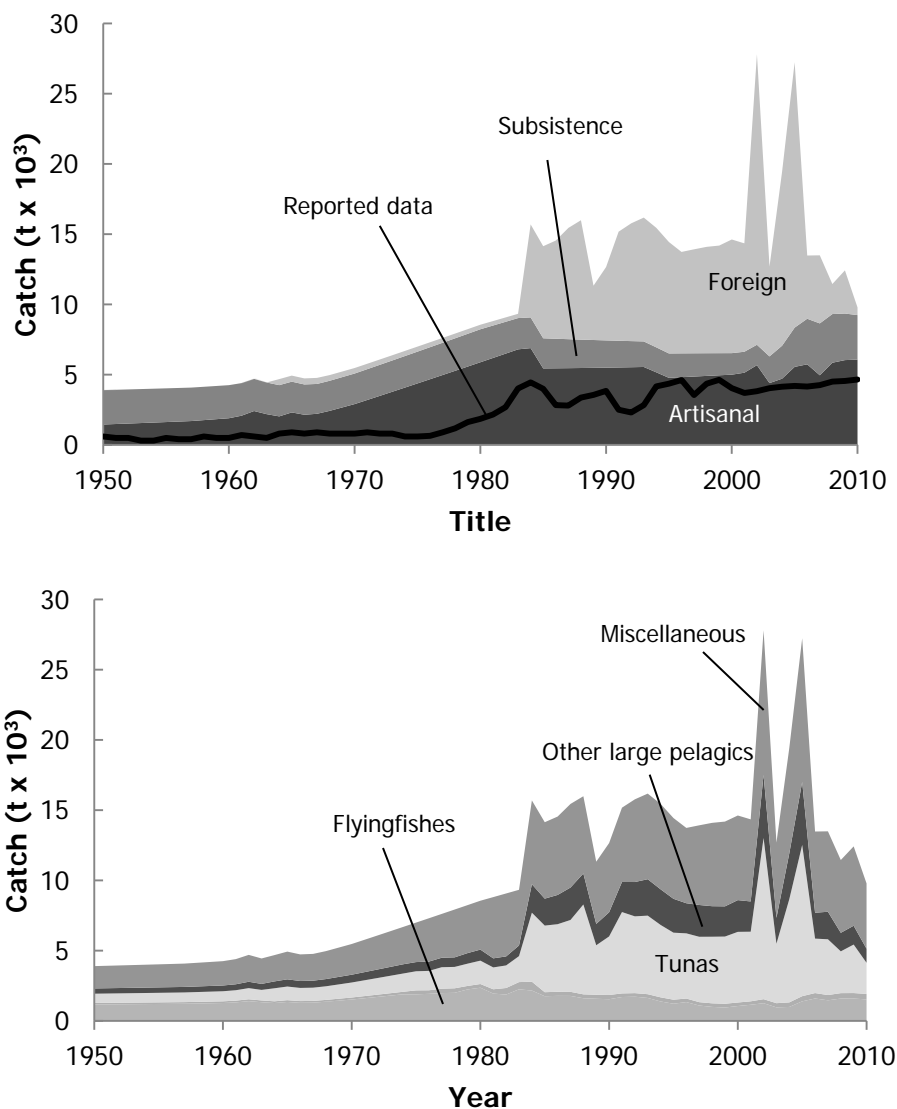 30
25
20
15
10
5
0
Catch (t x 10³)
Subsistence
Reported data
Foreign
Artisanal
1950 1960 1970 1980 1990 2000 2010
Title
30
25
20
15
10
5
0
Catch (t x 10³)
Miscellaneous
Other large pelagics
Flyingfishes
Tunas
1950 1960 1970 1980 1990 2000 2010
Year